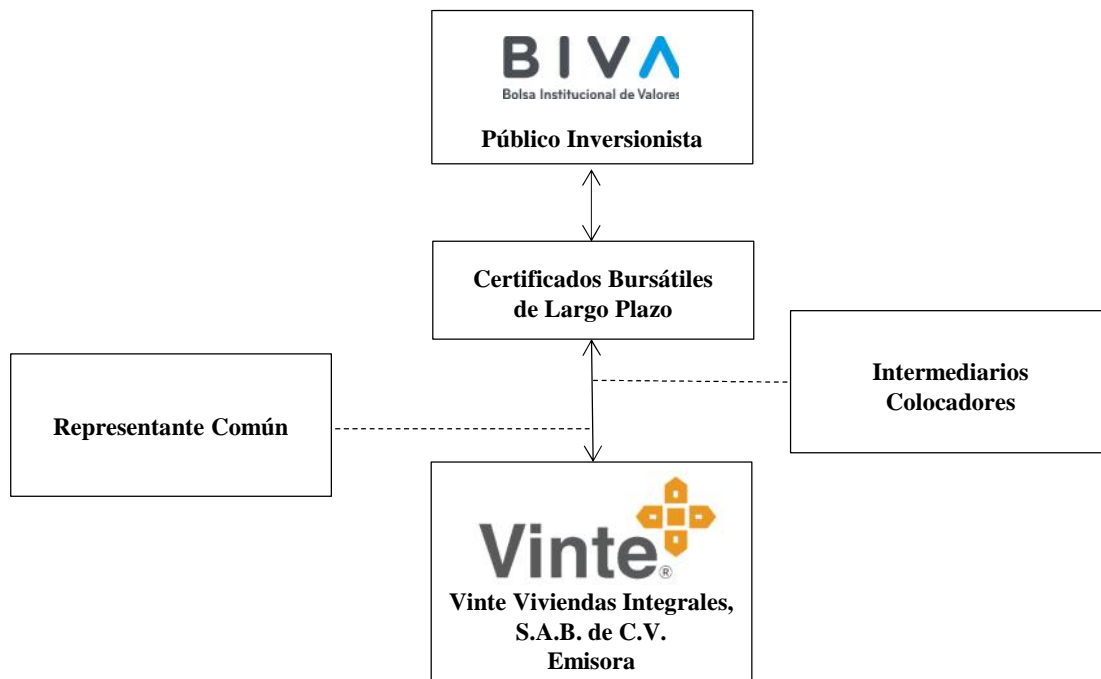 BIVA
Bolsa Institucional de Valores
Público Inversionista
Certificados Bursátiles
de Largo Plazo
Intermediarios
Colocadores
Representante Común
Vinte®
Vinte Viviendas Integrales,
S.A.B. de C.V.
Emisora